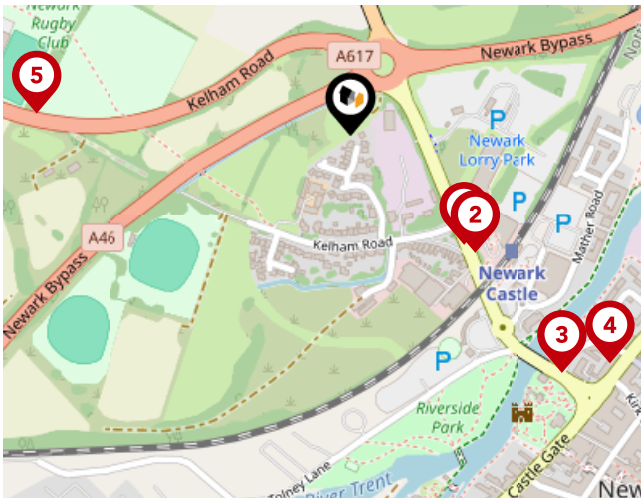 Newark
Rugby
Club
5
Kelham Road
A617
Newark Bypass
P
Newark
Lorry Park
P
P
2
Mather Road
A46
Kelham Road
Newark
Castle
Newark Bypass
3
4
P
Riverside
Park
Castle Gate
Tolney Lane
River Trent